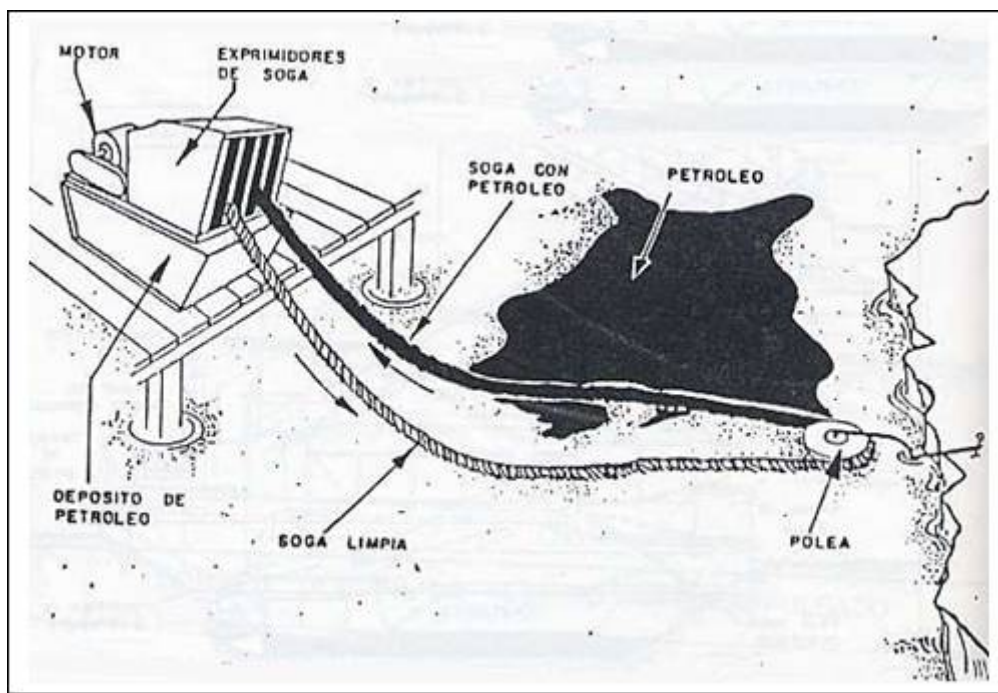 MOTOR
EXPRIMIDORES
DE SOGA
SOGA CON
PETROLEO
PETROLEO
DEPOSITO DE
PETROLEO
SOGA LIMPIA
POLEA